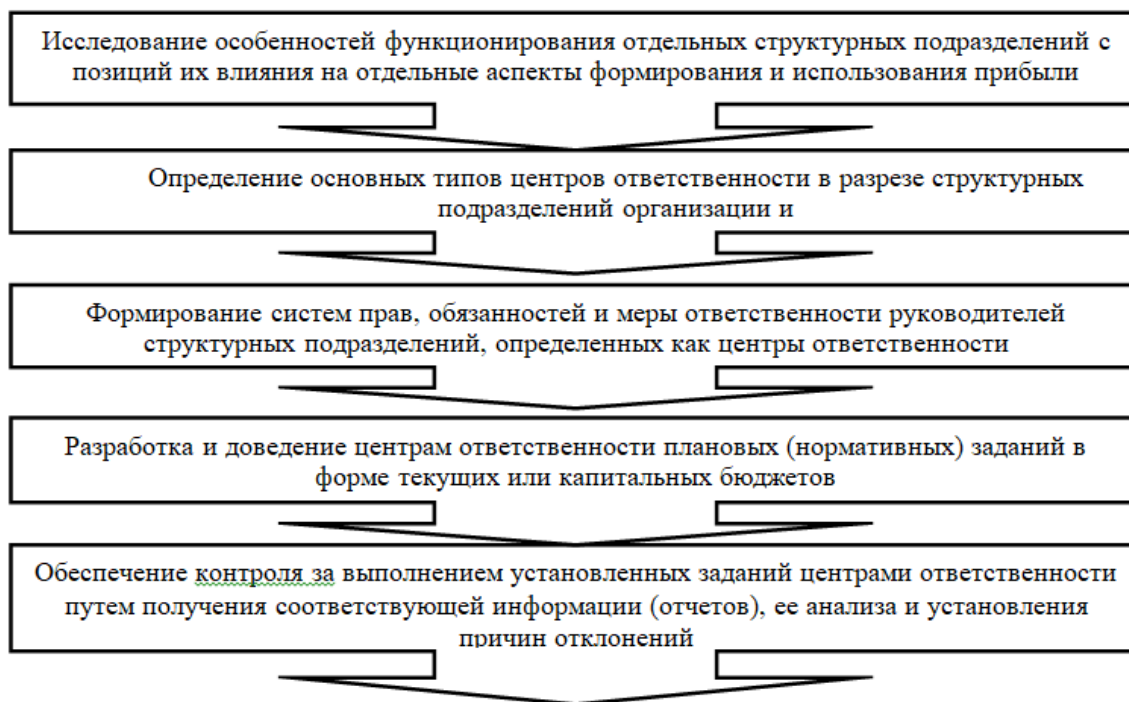 Исследование особенностей функционирования отдельных структурных подразделений с
позиций их влияния на отдельные аспекты формирования и использования прибыли
Определение основных типов центров ответственности в разрезе структурных
подразделений организации и
Формирование систем прав, обязанностей и меры ответственности руководителей
структурных подразделений, определенных как центры ответственности
Разработка и доведение центрам ответственности плановых (нормативных) заданий в
форме текущих или капитальных бюджетов
Обеспечение контроля за выполнением установленных заданий центрами ответственности
путем получения соответствующей информации (отчетов), ее анализа и установления
причин отклонений